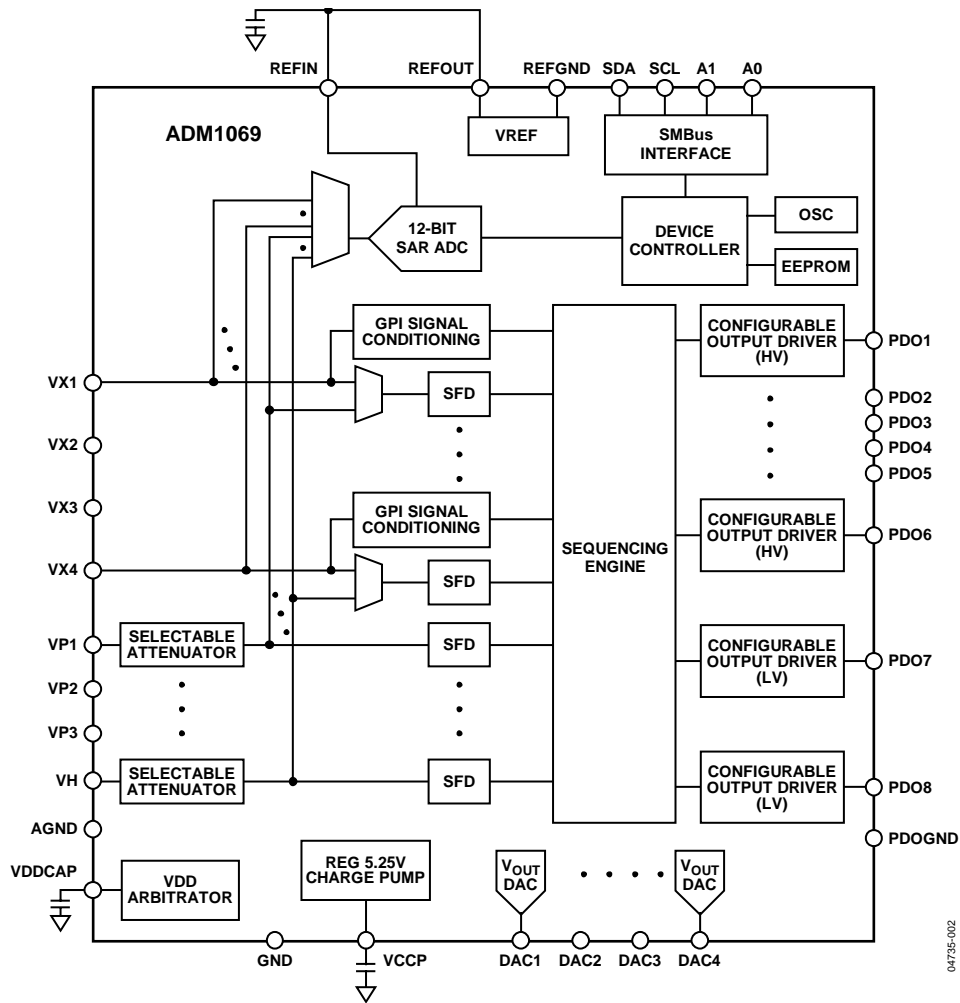 REFIN
REFOUT
REFGND
SDA
SCL
A1
A0
ADM1069
VREF
SMBus
INTERFACE
12-BIT
SAR ADC
DEVICE
CONTROLLER
OSC
EEPROM
GPI SIGNAL
CONDITIONING
CONFIGURABLE
OUTPUT DRIVER
(HV)
PDO1
VX1
SFD
PDO2
PDO3
VX2
PDO4
PDO5
VX3
GPI SIGNAL
CONDITIONING
SEQUENCING
ENGINE
CONFIGURABLE
OUTPUT DRIVER
(HV)
PDO6
VX4
SFD
VP1
SELECTABLE
ATTENUATOR
SFD
CONFIGURABLE
OUTPUT DRIVER
(LV)
PDO7
VP2
VP3
VH
SELECTABLE
ATTENUATOR
SFD
CONFIGURABLE
OUTPUT DRIVER
(LV)
PDO8
AGND
PDOGND
VDDCAP
VDD
ARBITRATOR
REG 5.25V
CHARGE PUMP
VOUT
DAC
VOUT
DAC
GND
VCCP
DAC1
DAC2
DAC3
DAC4
04735-002